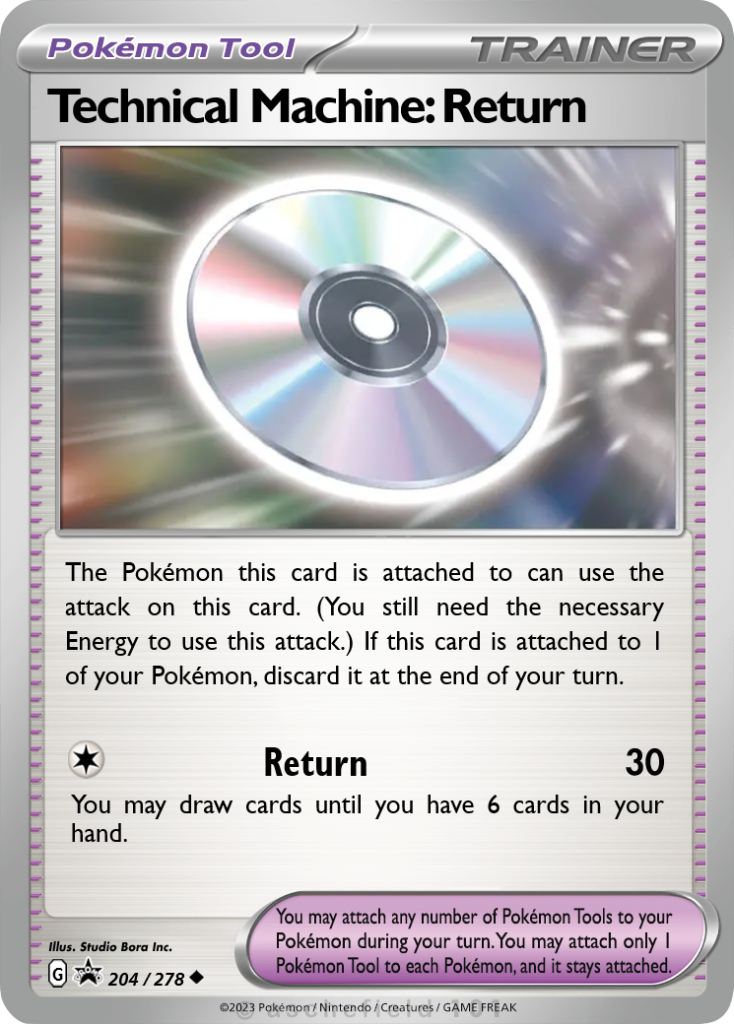 Pokémon Tool
TRAINER
Technical Machine: Return
The Pokémon this card is attached to can use the
attack on this card. (You still need the necessary
Energy to use this attack.) If this card is attached to 1
of your Pokémon, discard it at the end of your turn.
Return 30
You may draw cards until you have 6 cards in your
hand.
You may attach any number of Pokémon Tools to your
Pokémon during your turn. You may attach only 1
Pokémon Tool to each Pokémon, and it stays attached.
Illus. Studio Bora Inc.
G 204 / 278
©2023 Pokémon / Nintendo / Creatures / GAME FREAK